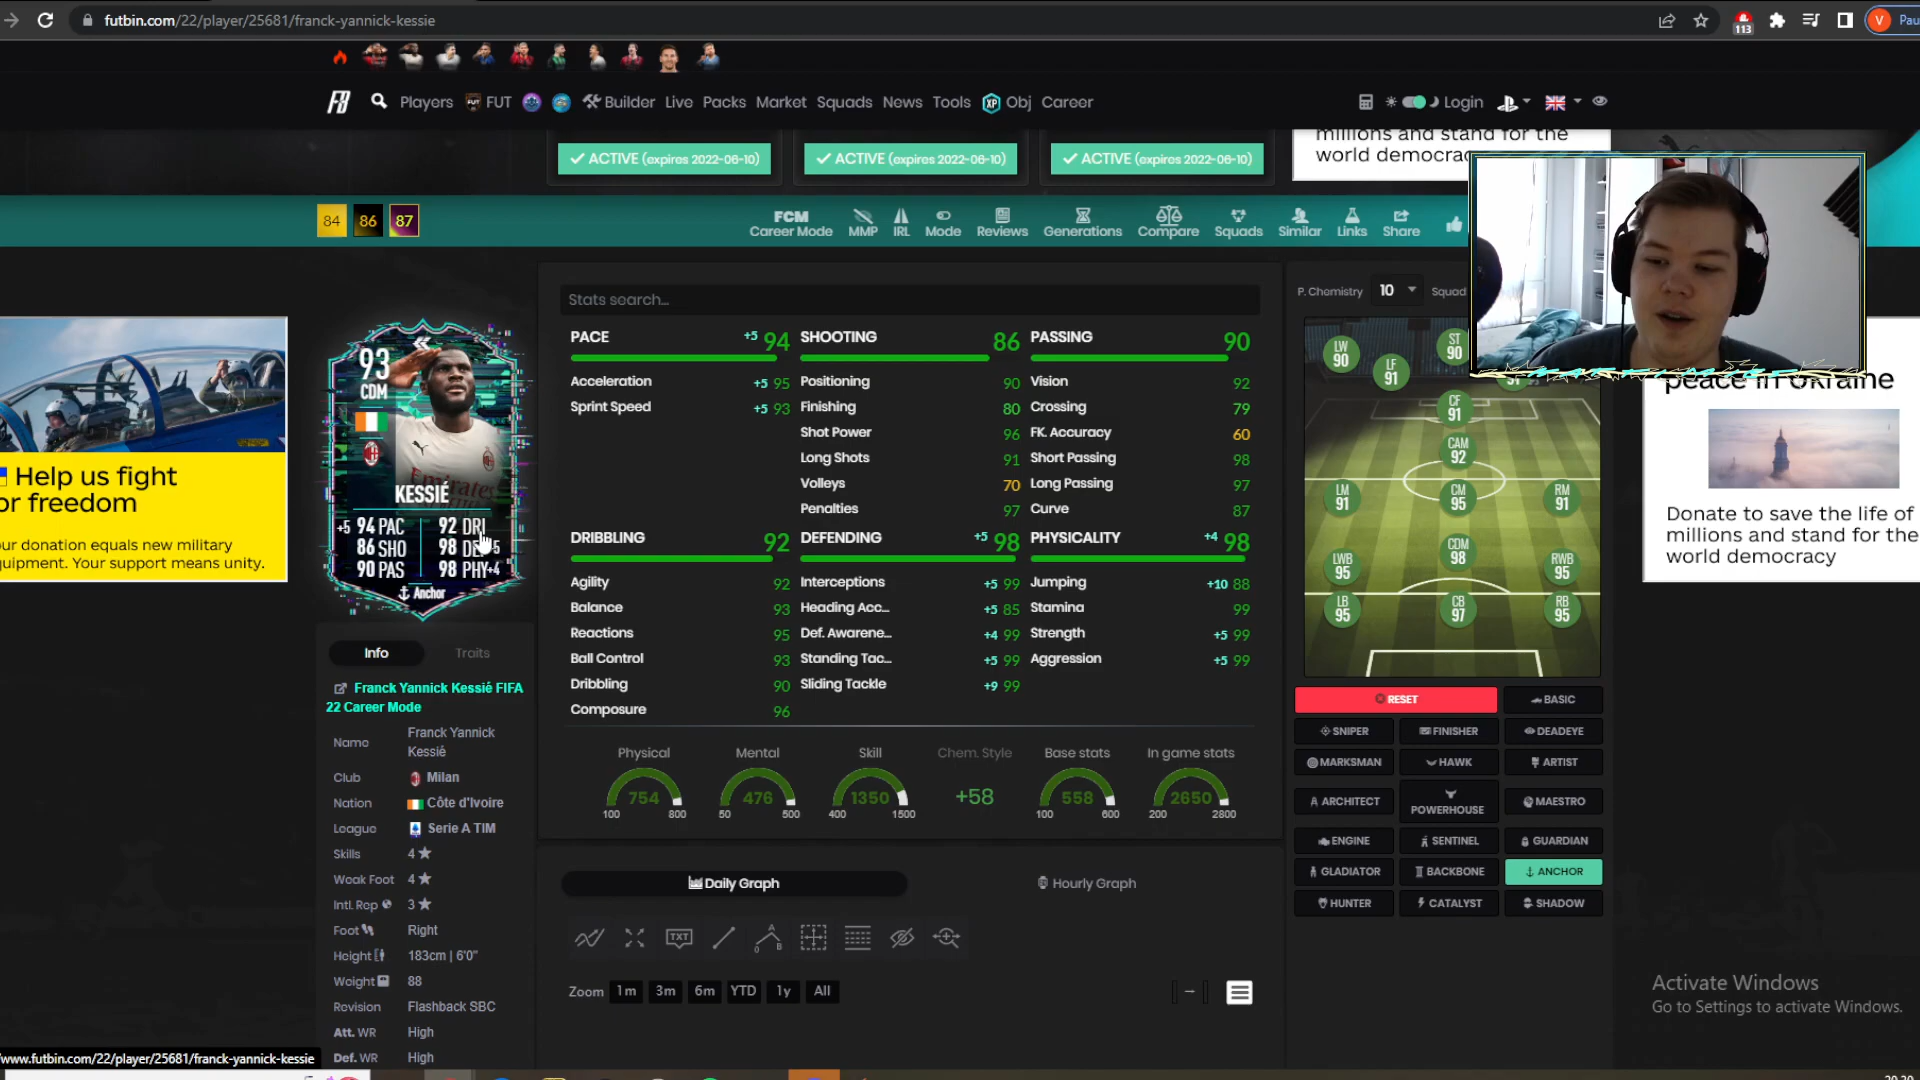 futbin.com/22/player/25681/franck-yannick-kessie
113
V
Pau
FB Players FUT Builder Live Packs Market Squads News Tools XP Obj Career Login
ACTIVE (expires 2022-06-10)
ACTIVE (expires 2022-06-10)
ACTIVE (expires 2022-06-10)
millions and stand for the
world democracy
84 86 87
FCM
Career Mode MMP IRL Mode Reviews Generations Compare Squads Similar Links Share
Help us fight
or freedom
our donation equals new military
equipment. Your support means unity.
93
CDM
KESSIÉ
+5 94 PAC 92 DRI
86 SHO 98 DEF+5
90 PAS 98 PHY+4
Anchor
Info Traits
Franck Yannick Kessié FIFA
22 Career Mode
Name Franck Yannick
Kessié
Club Milan
Nation Côte d'Ivoire
League Serie A TIM
Skills 4
Weak Foot 4
Intl. Rep 3
Foot Right
Height 183cm | 6'0"
Weight 88
Revision Flashback SBC
Att. WR High
Def. WR High
Stats search...
PACE +5 94
Acceleration +5 95
Sprint Speed +5 93
SHOOTING 86
Positioning 90
Finishing 80
Shot Power 96
Long Shots 91
Volleys 70
Penalties 97
PASSING 90
Vision 92
Crossing 79
FK. Accuracy 60
Short Passing 98
Long Passing 97
Curve 87
DRIBBLING 92
Agility 92
Balance 93
Reactions 95
Ball Control 93
Dribbling 90
Composure 96
DEFENDING +5 98
Interceptions +5 99
Heading Acc... +5 85
Def. Awarene... +4 99
Standing Tac... +5 99
Sliding Tackle +9 99
PHYSICALITY +4 98
Jumping +10 88
Stamina 99
Strength +5 99
Aggression +5 99
Physical Mental Skill Chem. Style Base stats In game stats
754 476 1350 +58 558 2650
100 800 50 500 400 1500 100 600 200 2800
Daily Graph Hourly Graph
TXT
A
O B
Zoom 1m 3m 6m YTD 1y All
P. Chemistry 10 Squad
LW
90
ST
90
LF
91
CF
91
CAM
92
LM
91
CM
95
RM
91
LWB
95
CDM
98
RWB
95
LB
95
CB
97
RB
95
RESET BASIC
SNIPER FINISHER DEADEYE
MARKSMAN HAWK ARTIST
ARCHITECT POWERHOUSE MAESTRO
ENGINE SENTINEL GUARDIAN
GLADIATOR BACKBONE ANCHOR
HUNTER CATALYST SHADOW
peace in Ukraine
Donate to save the life of
millions and stand for the
world democracy
Activate Windows
Go to Settings to activate Windows.
/www.futbin.com/22/player/25681/franck-yannick-kessie
20.20